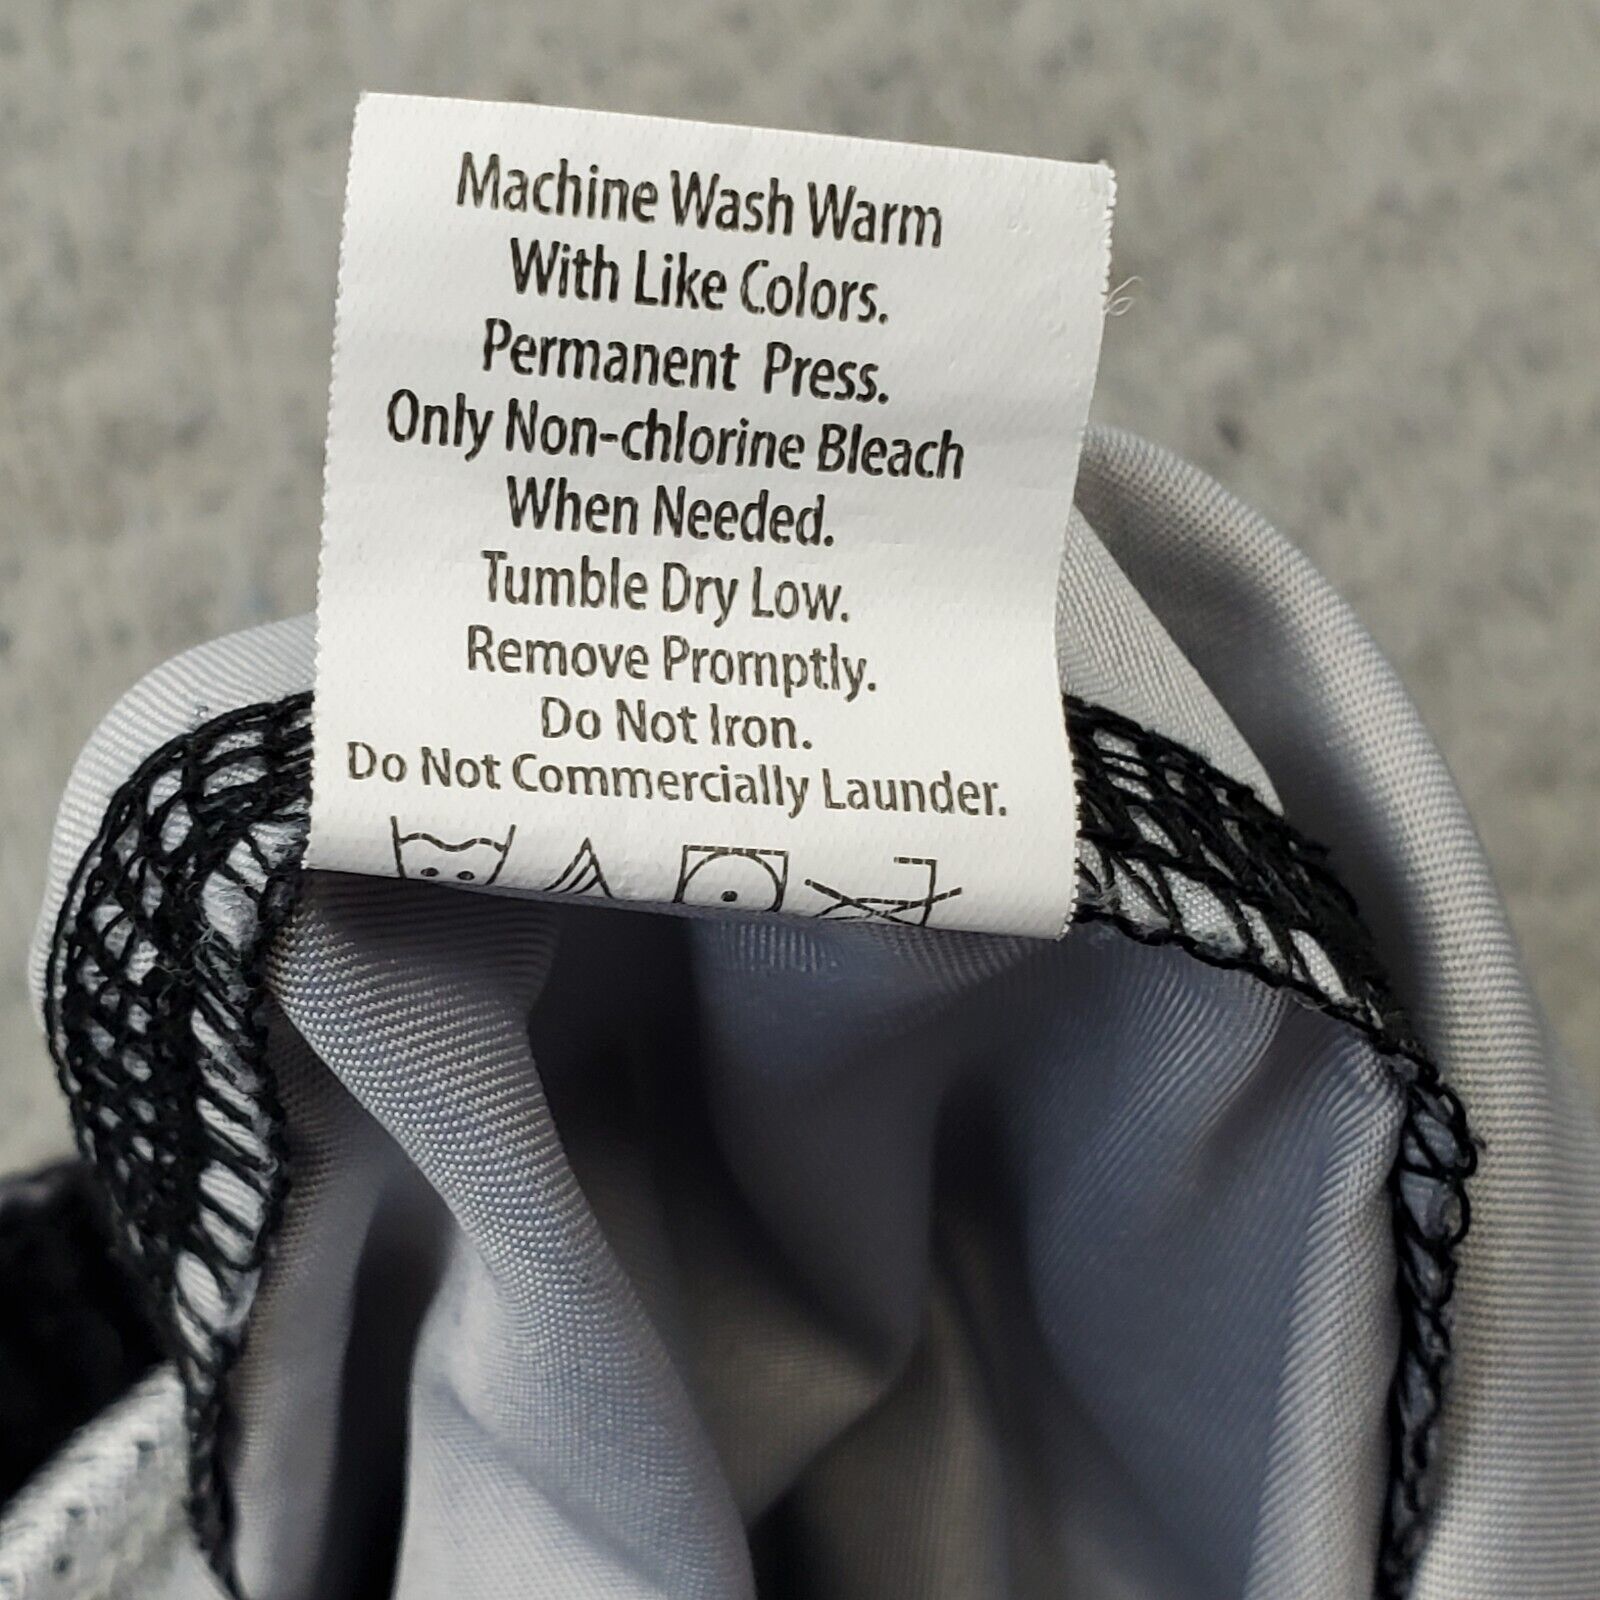 Machine Wash Warm
With Like Colors.
Permanent Press.
Only Non-chlorine Bleach
When Needed.
Tumble Dry Low.
Remove Promptly.
Do Not Iron.
Do Not Commercially Launder.